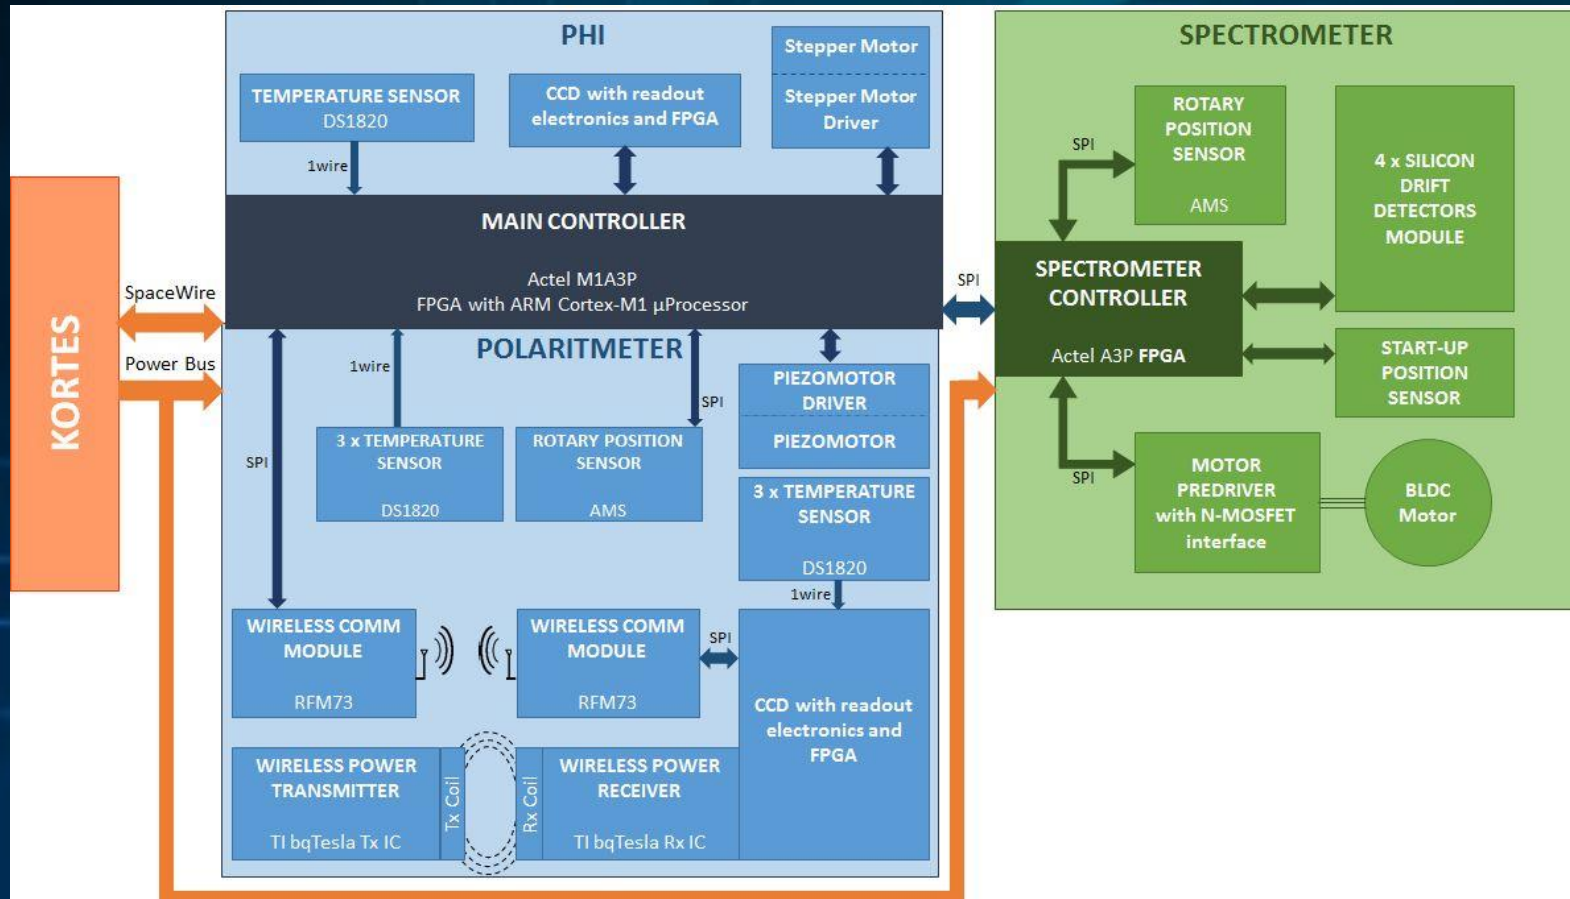 PHI
TEMPERATURE SENSOR
DS1820
1wire
CCD with readout
electronics and FPGA
Stepper Motor
Stepper Motor
Driver
MAIN CONTROLLER
Actel M1A3P
FPGA with ARM Cortex-M1 µProcessor
KORTES
SpaceWire
Power Bus
SPI
POLARITMETER
1wire
SPI
SPI
3 x TEMPERATURE
SENSOR
DS1820
ROTARY POSITION
SENSOR
AMS
PIEZOMOTOR
DRIVER
PIEZOMOTOR
3 x TEMPERATURE
SENSOR
DS1820
1wire
WIRELESS COMM
MODULE
RFM73
WIRELESS COMM
MODULE
RFM73
SPI
CCD with readout
electronics and
FPGA
WIRELESS POWER
TRANSMITTER
TI bqTesla Tx IC
Tx Coil
Rx Coil
WIRELESS POWER
RECEIVER
TI bqTesla Rx IC
SPECTROMETER
SPI
ROTARY
POSITION
SENSOR
AMS
4 x SILICON
DRIFT
DETECTORS
MODULE
SPECTROMETER
CONTROLLER
Actel A3P FPGA
START-UP
POSITION
SENSOR
SPI
MOTOR
PREDRIVER
with N-MOSFET
interface
BLDC
Motor